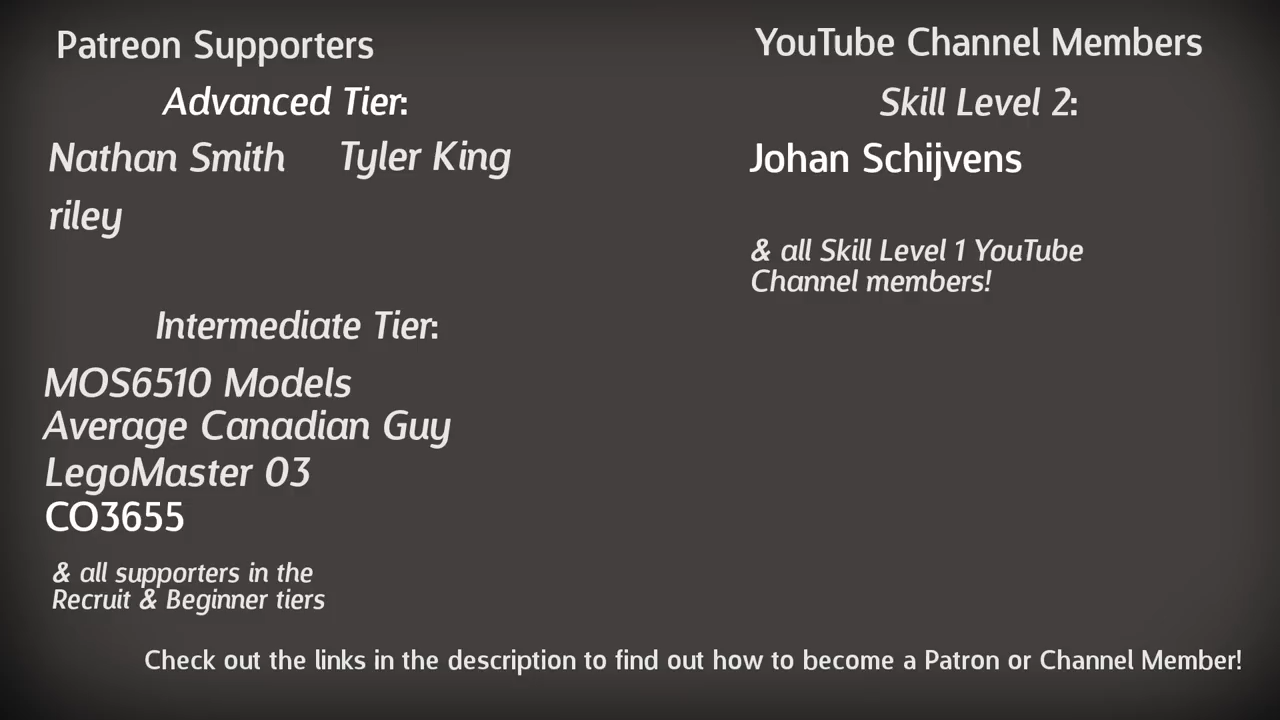 Patreon Supporters
Advanced Tier:
Nathan Smith Tyler King
riley
Intermediate Tier:
MOS6510 Models
Average Canadian Guy
LegoMaster 03
CO3655
& all supporters in the
Recruit & Beginner tiers
YouTube Channel Members
Skill Level 2:
Johan Schijvens
& all Skill Level 1 YouTube
Channel members!
Check out the links in the description to find out how to become a Patron or Channel Member!